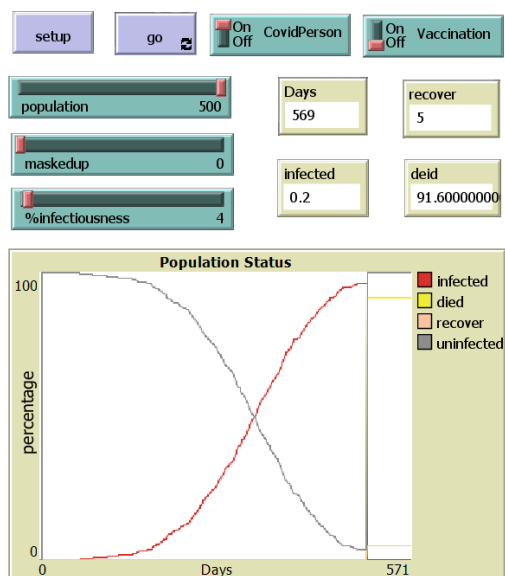 setup
go
On
Off
CovidPerson
On
Off
Vaccination
population 500
maskedup 0
%infectiousness 4
Days
569
recover
5
infected
0.2
deid
91.60000000
Population Status
100
percentage
0
0
Days
571
infected
died
recover
uninfected